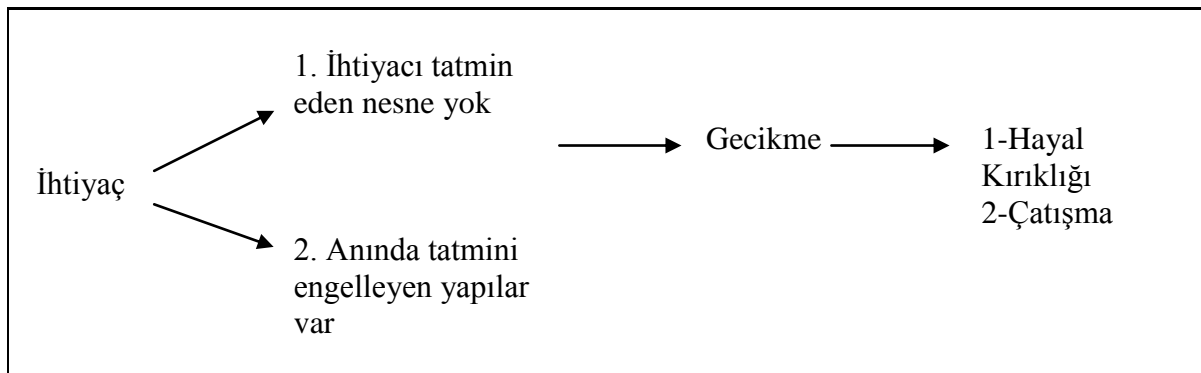 İhtiyaç
1. İhtiyacı tatmin
eden nesne yok
2. Anında tatmini
engelleyen yapılar
var
Gecikme
1-Hayal
Kırıklığı
2-Çatışma